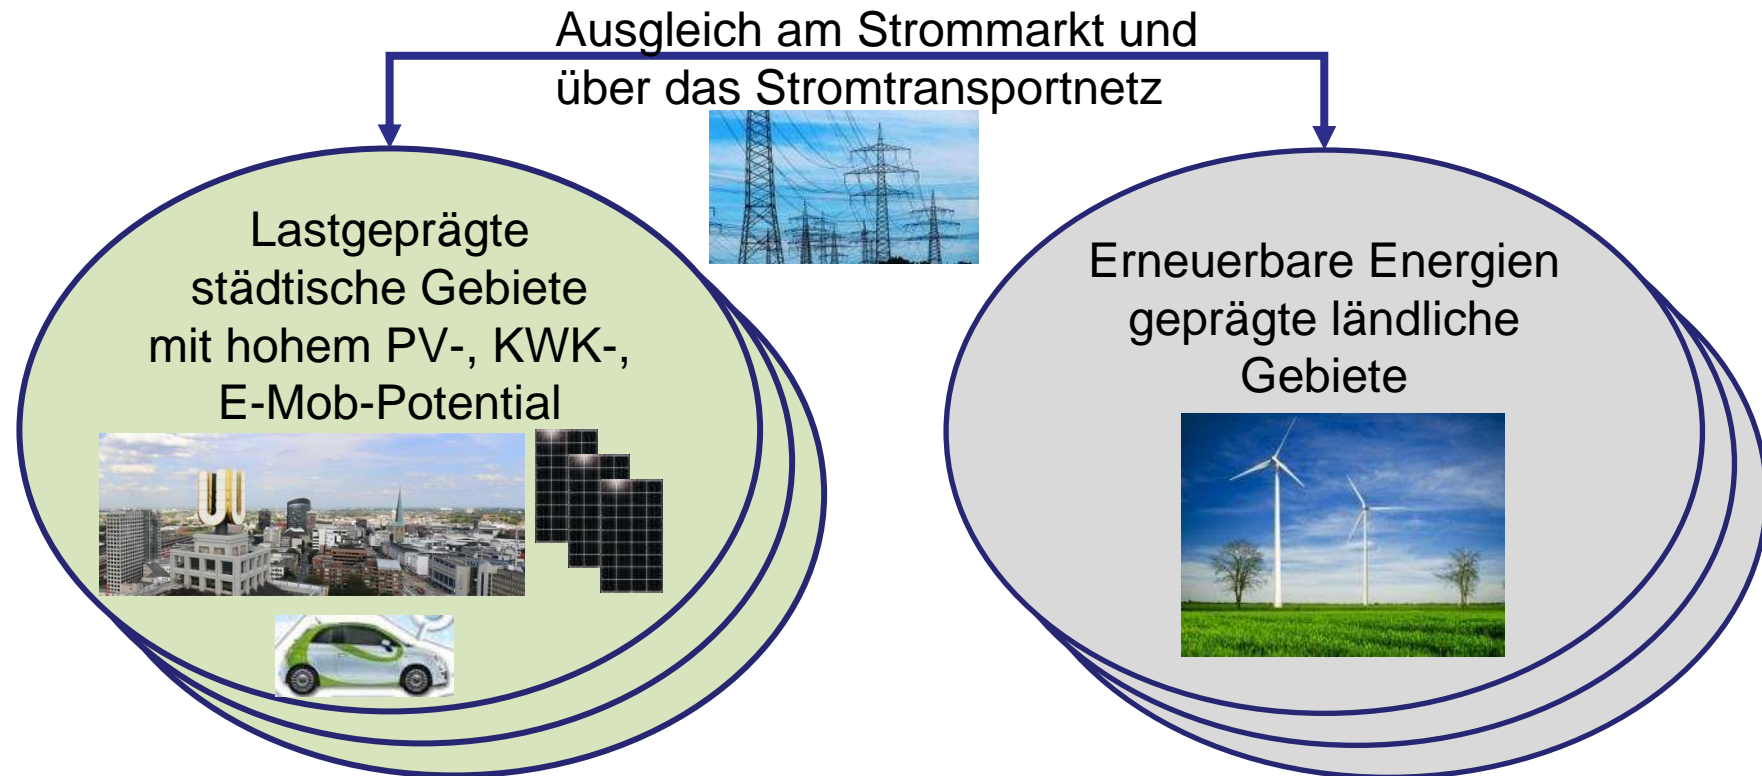 Ausgleich am Strommarkt und
über das Stromtransportnetz
Lastgeprägte
städtische Gebiete
mit hohem PV-, KWK-,
E-Mob-Potential
Erneuerbare Energien
geprägte ländliche
Gebiete